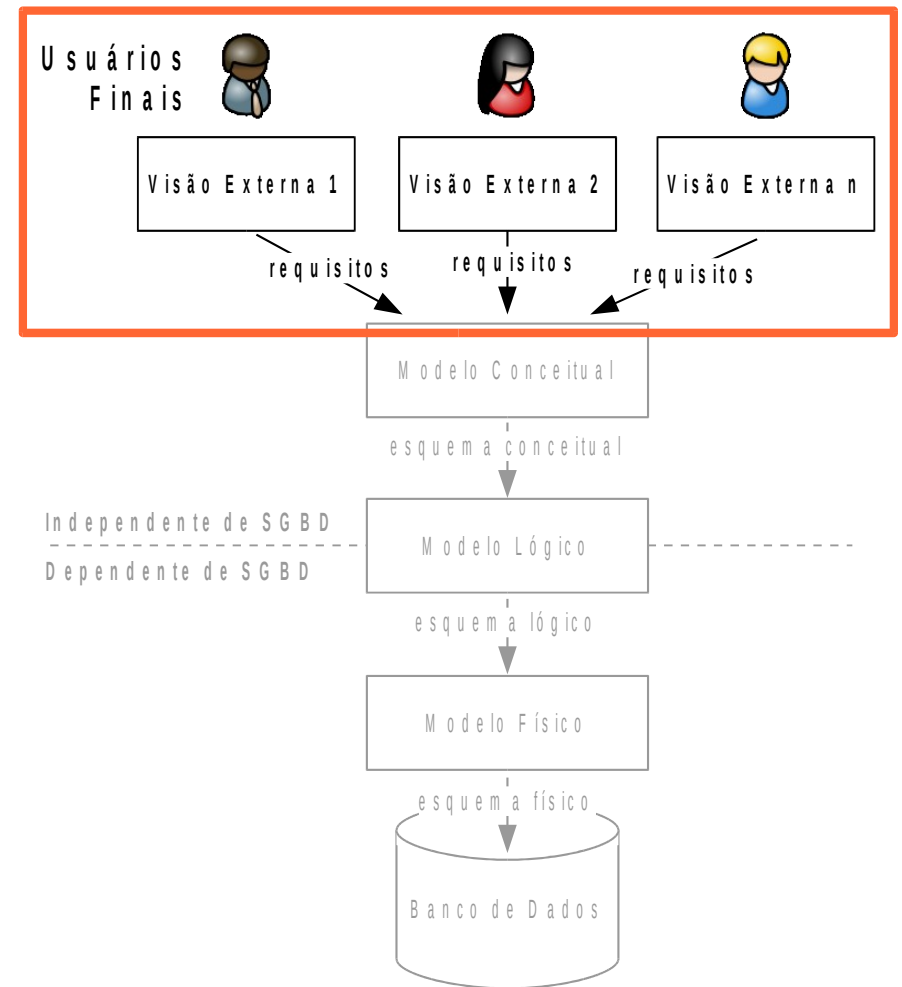 Usuários
Finais
Visão Externa 1
Visão Externa 2
Visão Externa n
requisitos
requisitos
requisitos
Modelo Conceitual
esquema conceitual
Independente de SGBD
Modelo Lógico
Dependente de SGBD
esquema lógico
Modelo Físico
esquema físico
Banco de Dados